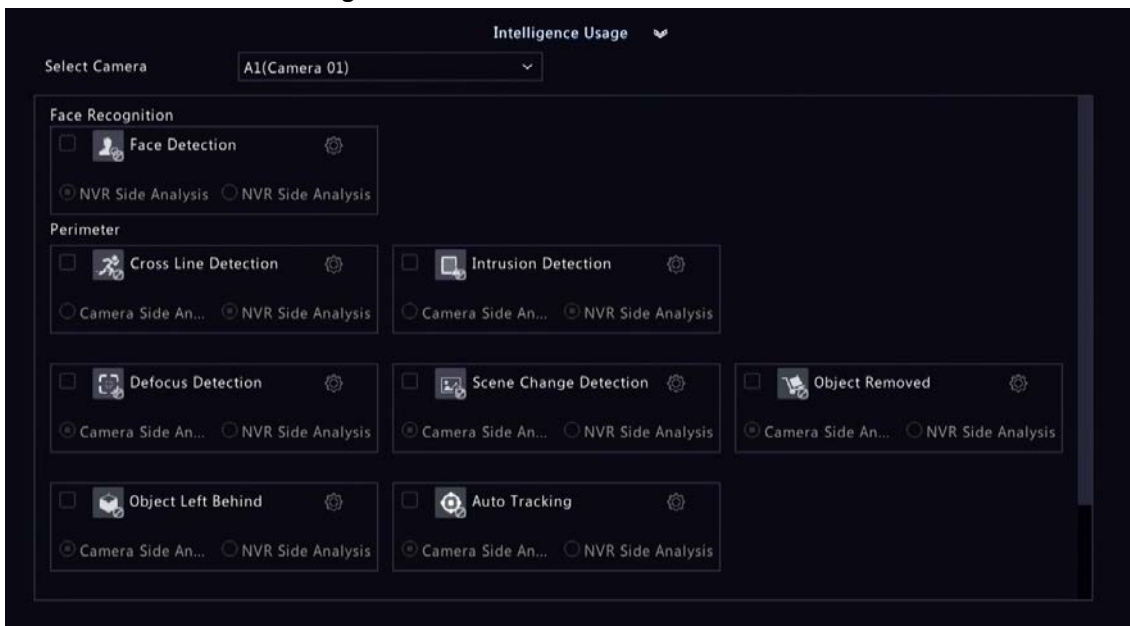 Intelligence Usage
Select Camera A1(Camera 01)
Face Recognition
Face Detection
NVR Side Analysis NVR Side Analysis
Perimeter
Cross Line Detection Intrusion Detection
Camera Side An... NVR Side Analysis Camera Side An... NVR Side Analysis
Defocus Detection Scene Change Detection Object Removed
Camera Side An... NVR Side Analysis Camera Side An... NVR Side Analysis Camera Side An... NVR Side Analysis
Object Left Behind Auto Tracking
Camera Side An... NVR Side Analysis Camera Side An... NVR Side Analysis